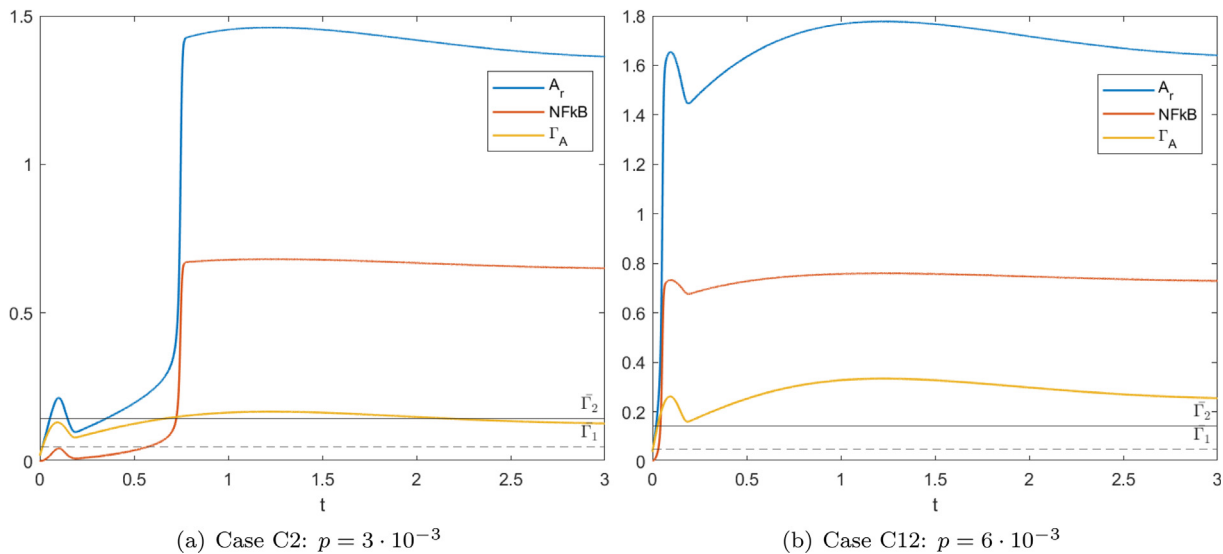 1.5
1
0.5
0
0
0.5
1
1.5
2
2.5
3
t
A_r
NFkB
Γ_A
Γ̄_2
Γ̄_1
(a) Case C2: p = 3 · 10^{-3}
1.8
1.6
1.4
1.2
1
0.8
0.6
0.4
0.2
0
0
0.5
1
1.5
2
2.5
3
t
A_r
NFkB
Γ_A
Γ̄_2
Γ̄_1
(b) Case C12: p = 6 · 10^{-3}